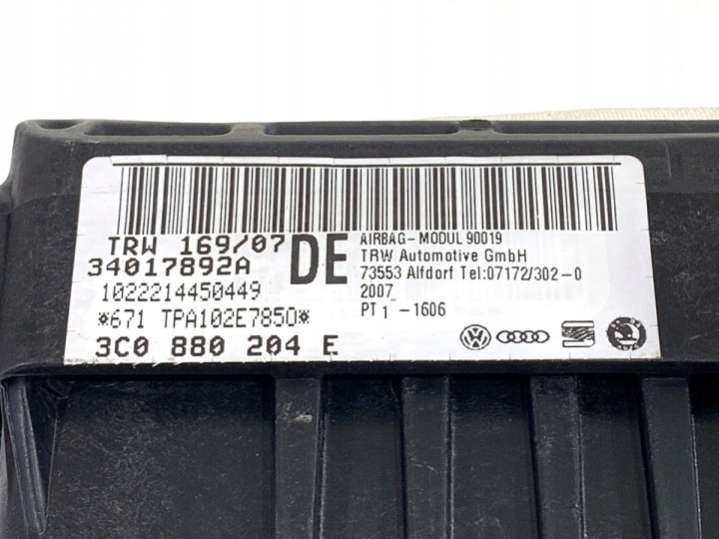 TRW 169/07
34017892A
1022214450449
*671 TPA102E7850*
3C0 880 204 E
DE
AIRBAG-MODUL 90019
TRW Automotive GmbH
73553 Alfdorf Tel:07172/302-0
2007
PT 1 -1606